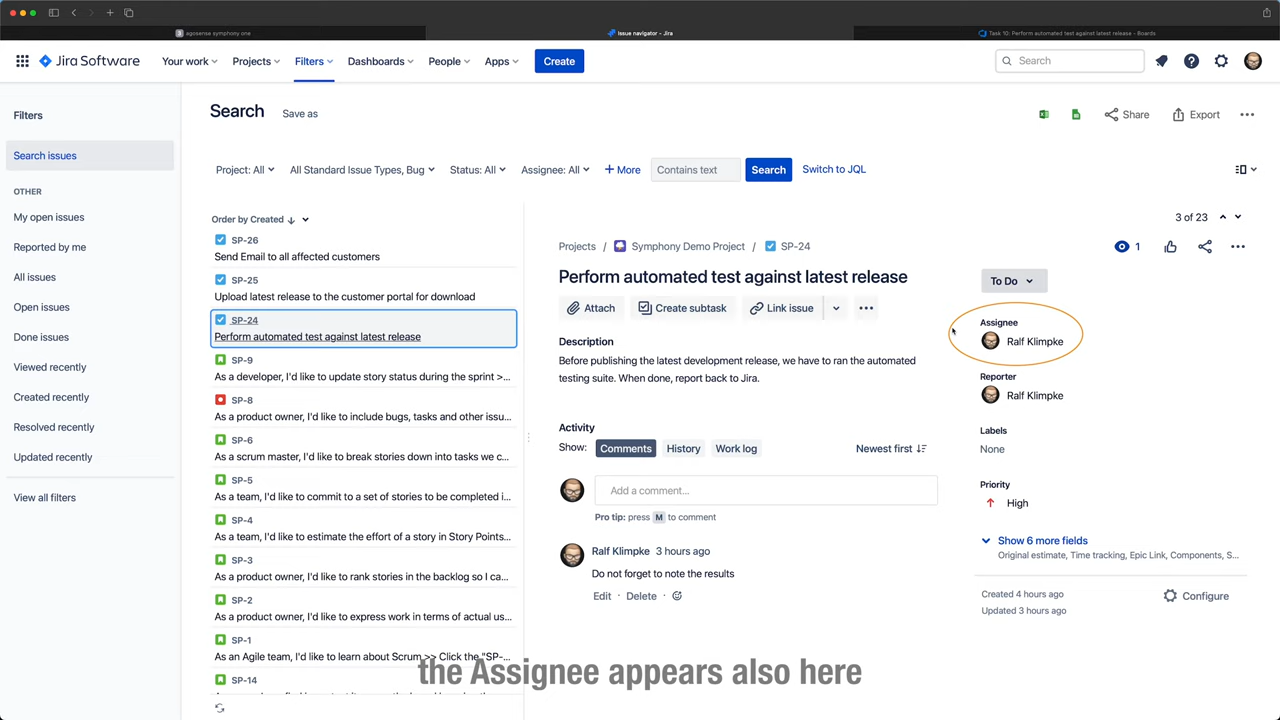 agosense symphony one
Issue navigator - Jira
Task 10: Perform automated test against latest release - Boards
Jira Software
Your work
Projects
Filters
Dashboards
People
Apps
Create
Search
Filters
Search issues
OTHER
My open issues
Reported by me
All issues
Open issues
Done issues
Viewed recently
Created recently
Resolved recently
Updated recently
View all filters
Search
Save as
Share
Export
Project: All
All Standard Issue Types, Bug
Status: All
Assignee: All
+ More
Contains text
Search
Switch to JQL
Order by Created
SP-26
Send Email to all affected customers
SP-25
Upload latest release to the customer portal for download
SP-24
Perform automated test against latest release
SP-9
As a developer, I'd like to update story status during the sprint >...
SP-8
As a product owner, I'd like to include bugs, tasks and other issu...
SP-6
As a scrum master, I'd like to break stories down into tasks we c...
SP-5
As a team, I'd like to commit to a set of stories to be completed i...
SP-4
As a team, I'd like to estimate the effort of a story in Story Points...
SP-3
As a product owner, I'd like to rank stories in the backlog so I ca...
SP-2
As a product owner, I'd like to express work in terms of actual us...
SP-1
As an Agile team, I'd like to learn about Scrum >> Click the "SP-...
SP-14
3 of 23
Projects / Symphony Demo Project / SP-24
1
Perform automated test against latest release
Attach
Create subtask
Link issue
Description
Before publishing the latest development release, we have to ran the automated
testing suite. When done, report back to Jira.
Activity
Show:
Comments
History
Work log
Newest first
Add a comment...
Pro tip: press M to comment
Ralf Klimpke 3 hours ago
Do not forget to note the results
Edit · Delete ·
To Do
Assignee
Ralf Klimpke
Reporter
Ralf Klimpke
Labels
None
Priority
High
Show 6 more fields
Original estimate, Time tracking, Epic Link, Components, S...
Created 4 hours ago
Updated 3 hours ago
Configure
the Assignee appears also here